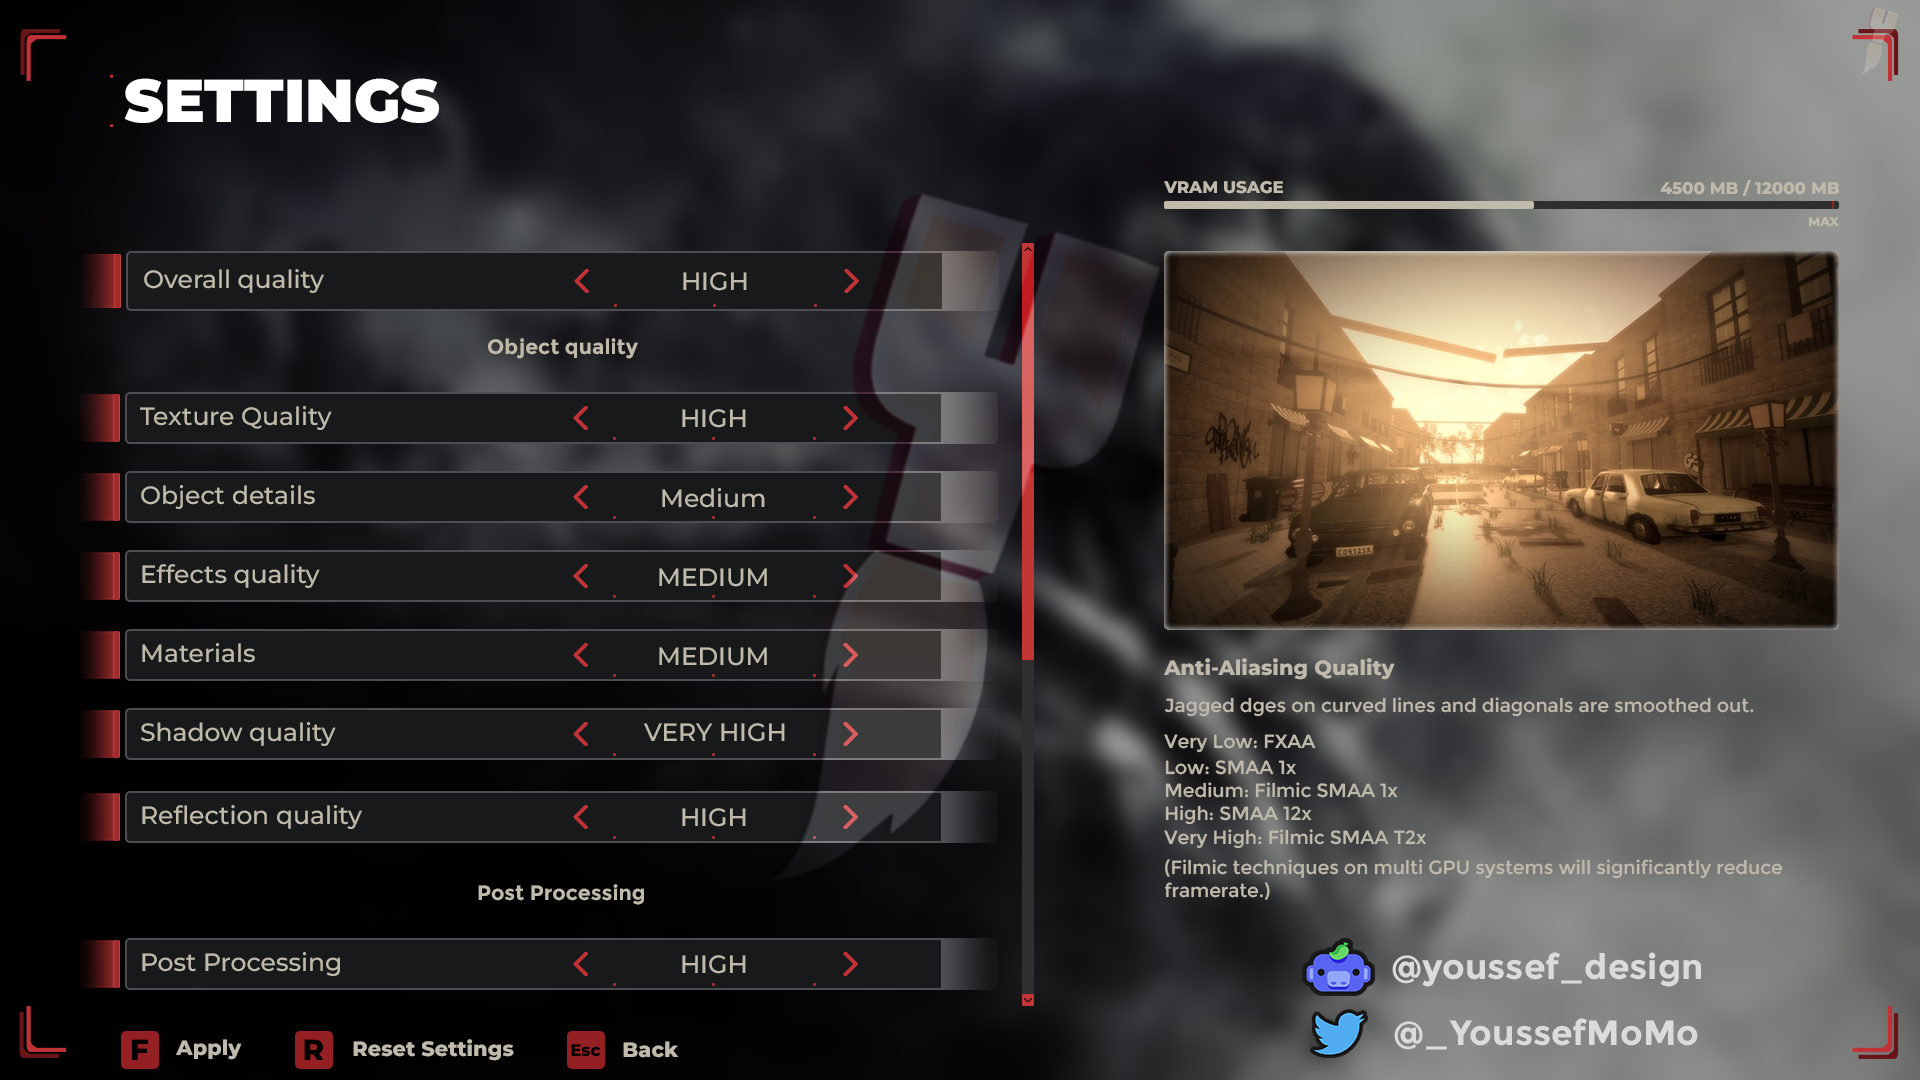 SETTINGS
VRAM USAGE
4500 MB / 12000 MB
MAX
Overall quality
HIGH
Object quality
Texture Quality
HIGH
Object details
Medium
Effects quality
MEDIUM
Materials
MEDIUM
Shadow quality
VERY HIGH
Reflection quality
HIGH
Post Processing
Post Processing
HIGH
Anti-Aliasing Quality
Jagged dges on curved lines and diagonals are smoothed out.
Very Low: FXAA
Low: SMAA 1x
Medium: Filmic SMAA 1x
High: SMAA 12x
Very High: Filmic SMAA T2x
(Filmic techniques on multi GPU systems will significantly reduce
framerate.)
@youssef_design
@_YoussefMoMo
F Apply
R Reset Settings
Esc Back